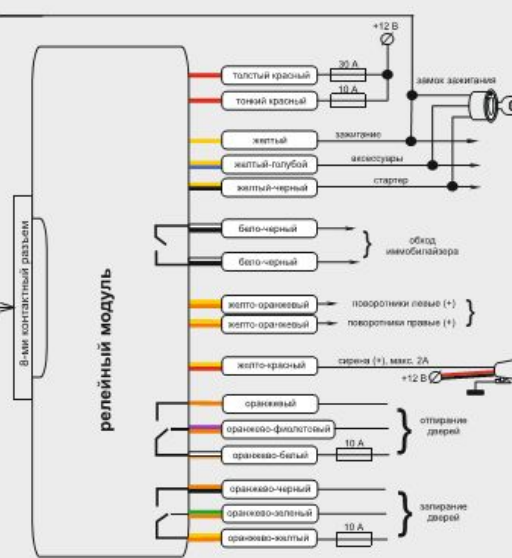 +12 В
толстый красный
30 А
тонкий красный
10 А
замок зажигания
желтый
зажигание
желтый-голубой
аксессуары
желтый-черный
стартер
бело-черный
бело-черный
обход
иммобилайзера
8-ми контактный разъем
релейный модуль
желто-оранжевый
поворотники левые (+)
желто-оранжевый
поворотники правые (+)
желто-красный
сирена (+), макс. 2А
+12 В
оранжевый
оранжево-фиолетовый
оранжево-белый
10 А
отпирание
дверей
оранжево-черный
оранжево-зеленый
оранжево-желтый
10 А
запирание
дверей